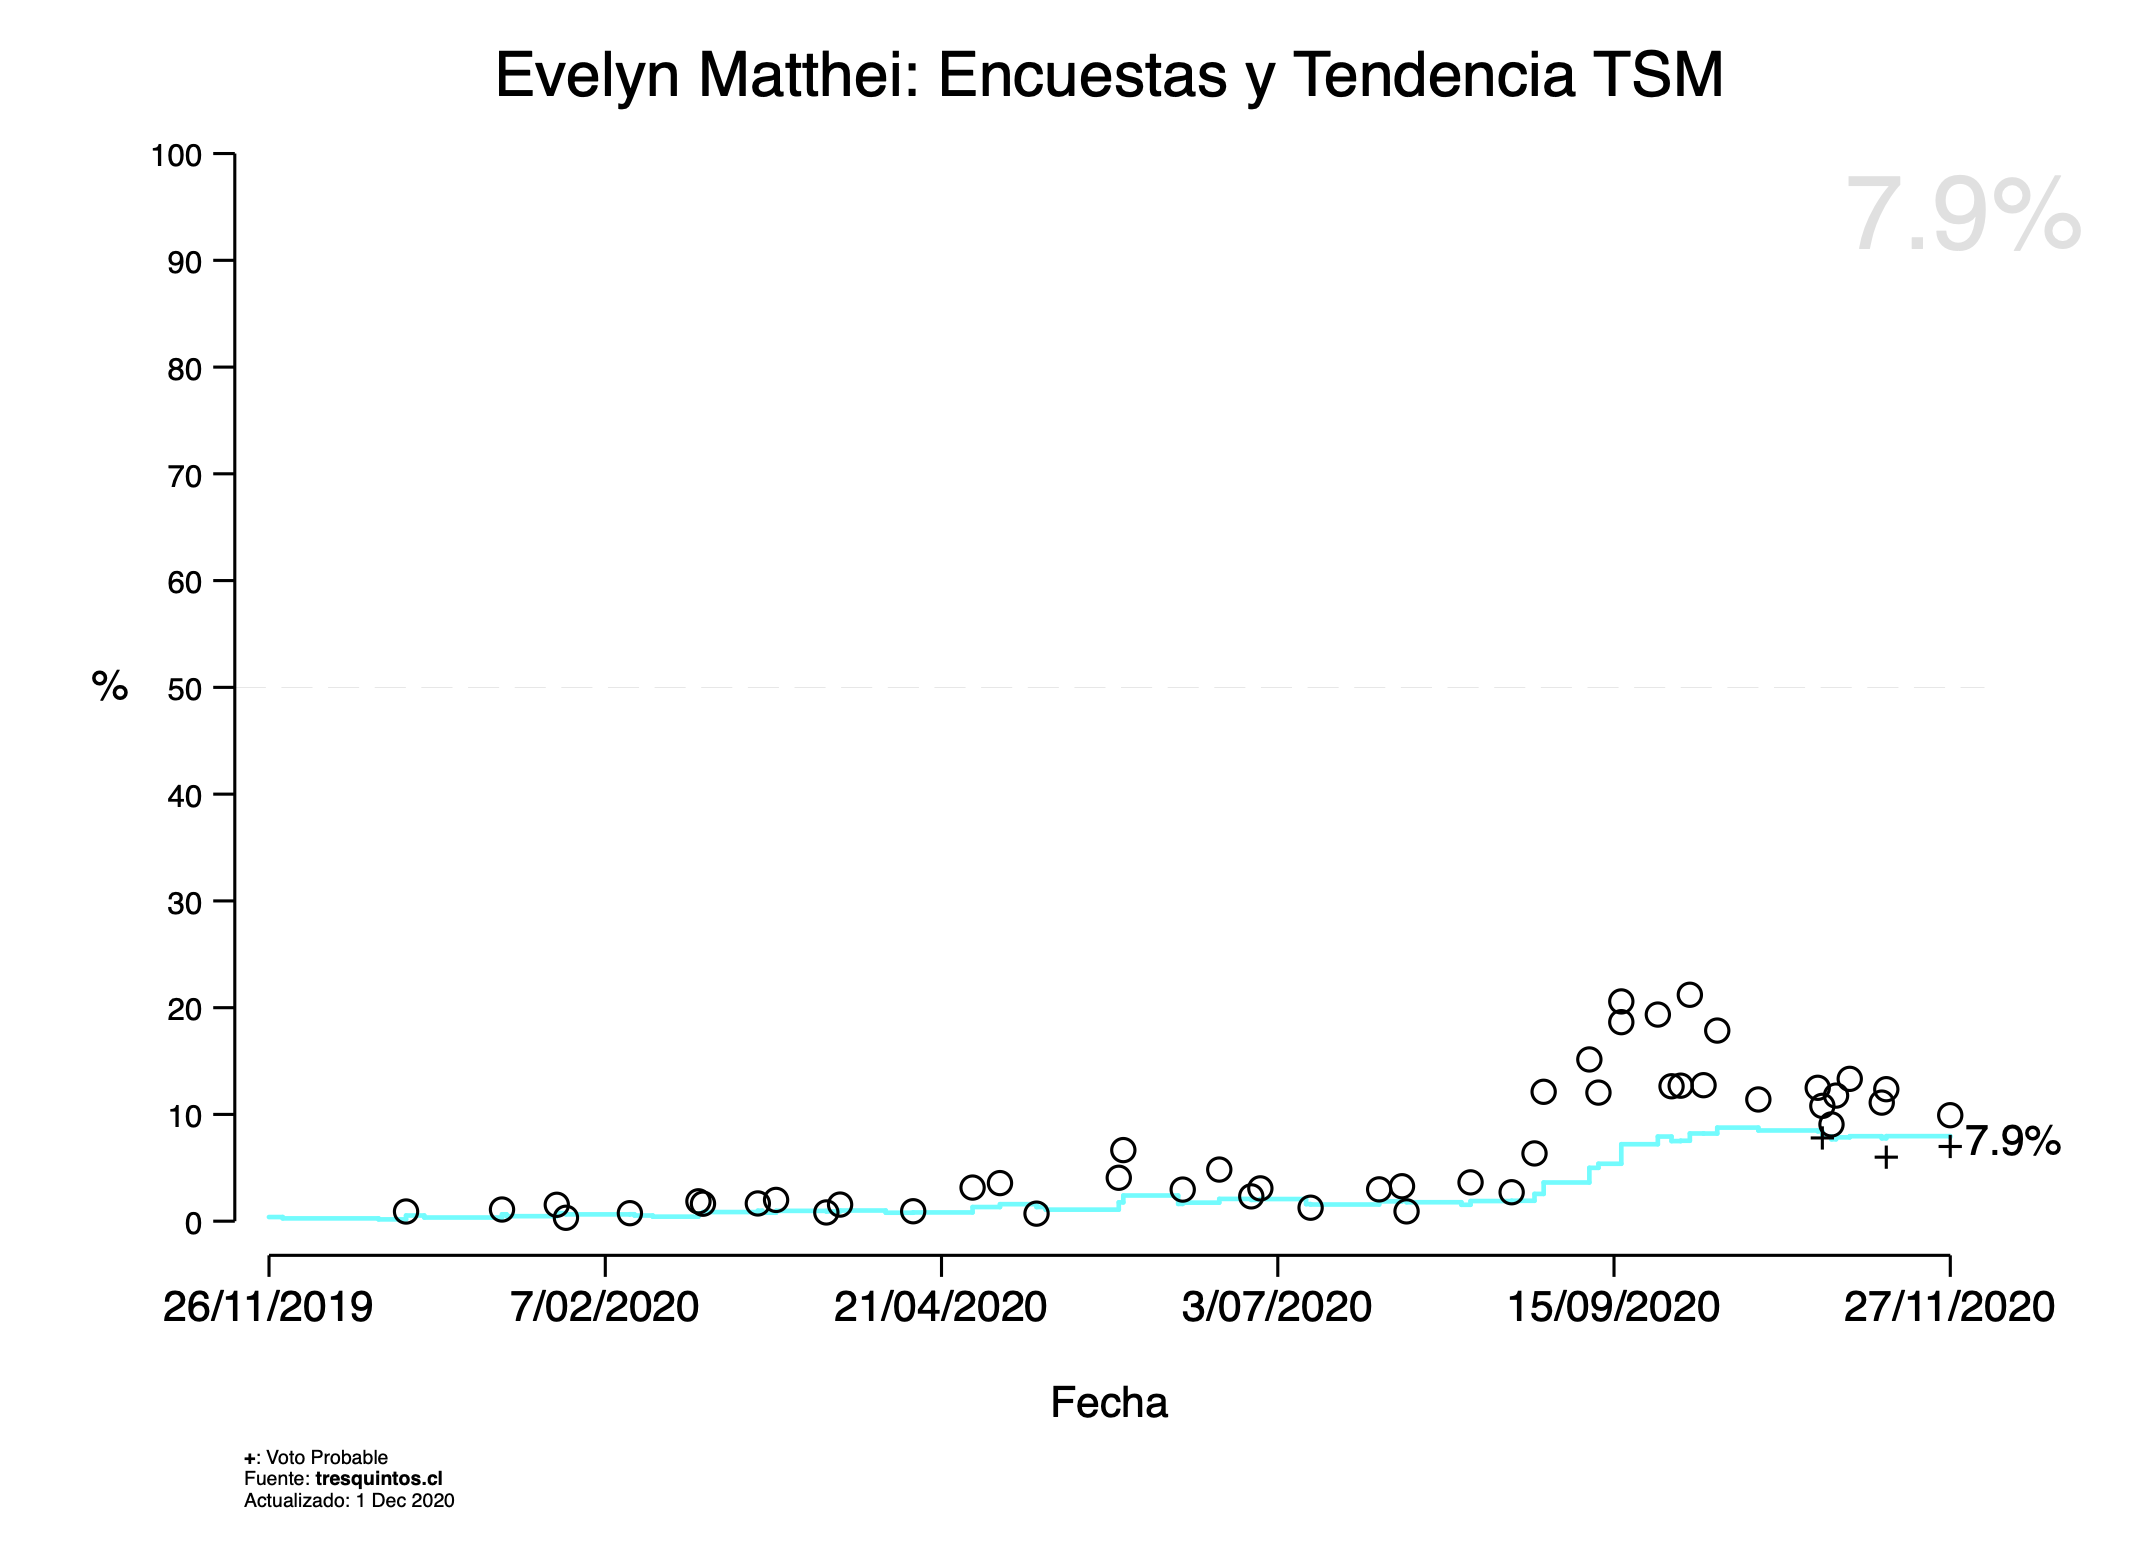 Evelyn Matthei: Encuestas y Tendencia TSM
7.9%
100
90
80
70
60
50
40
30
20
10
0
%
7.9%
26/11/2019 7/02/2020 21/04/2020 3/07/2020 15/09/2020 27/11/2020
Fecha
+: Voto Probable
Fuente: tresquintos.cl
Actualizado: 1 Dec 2020